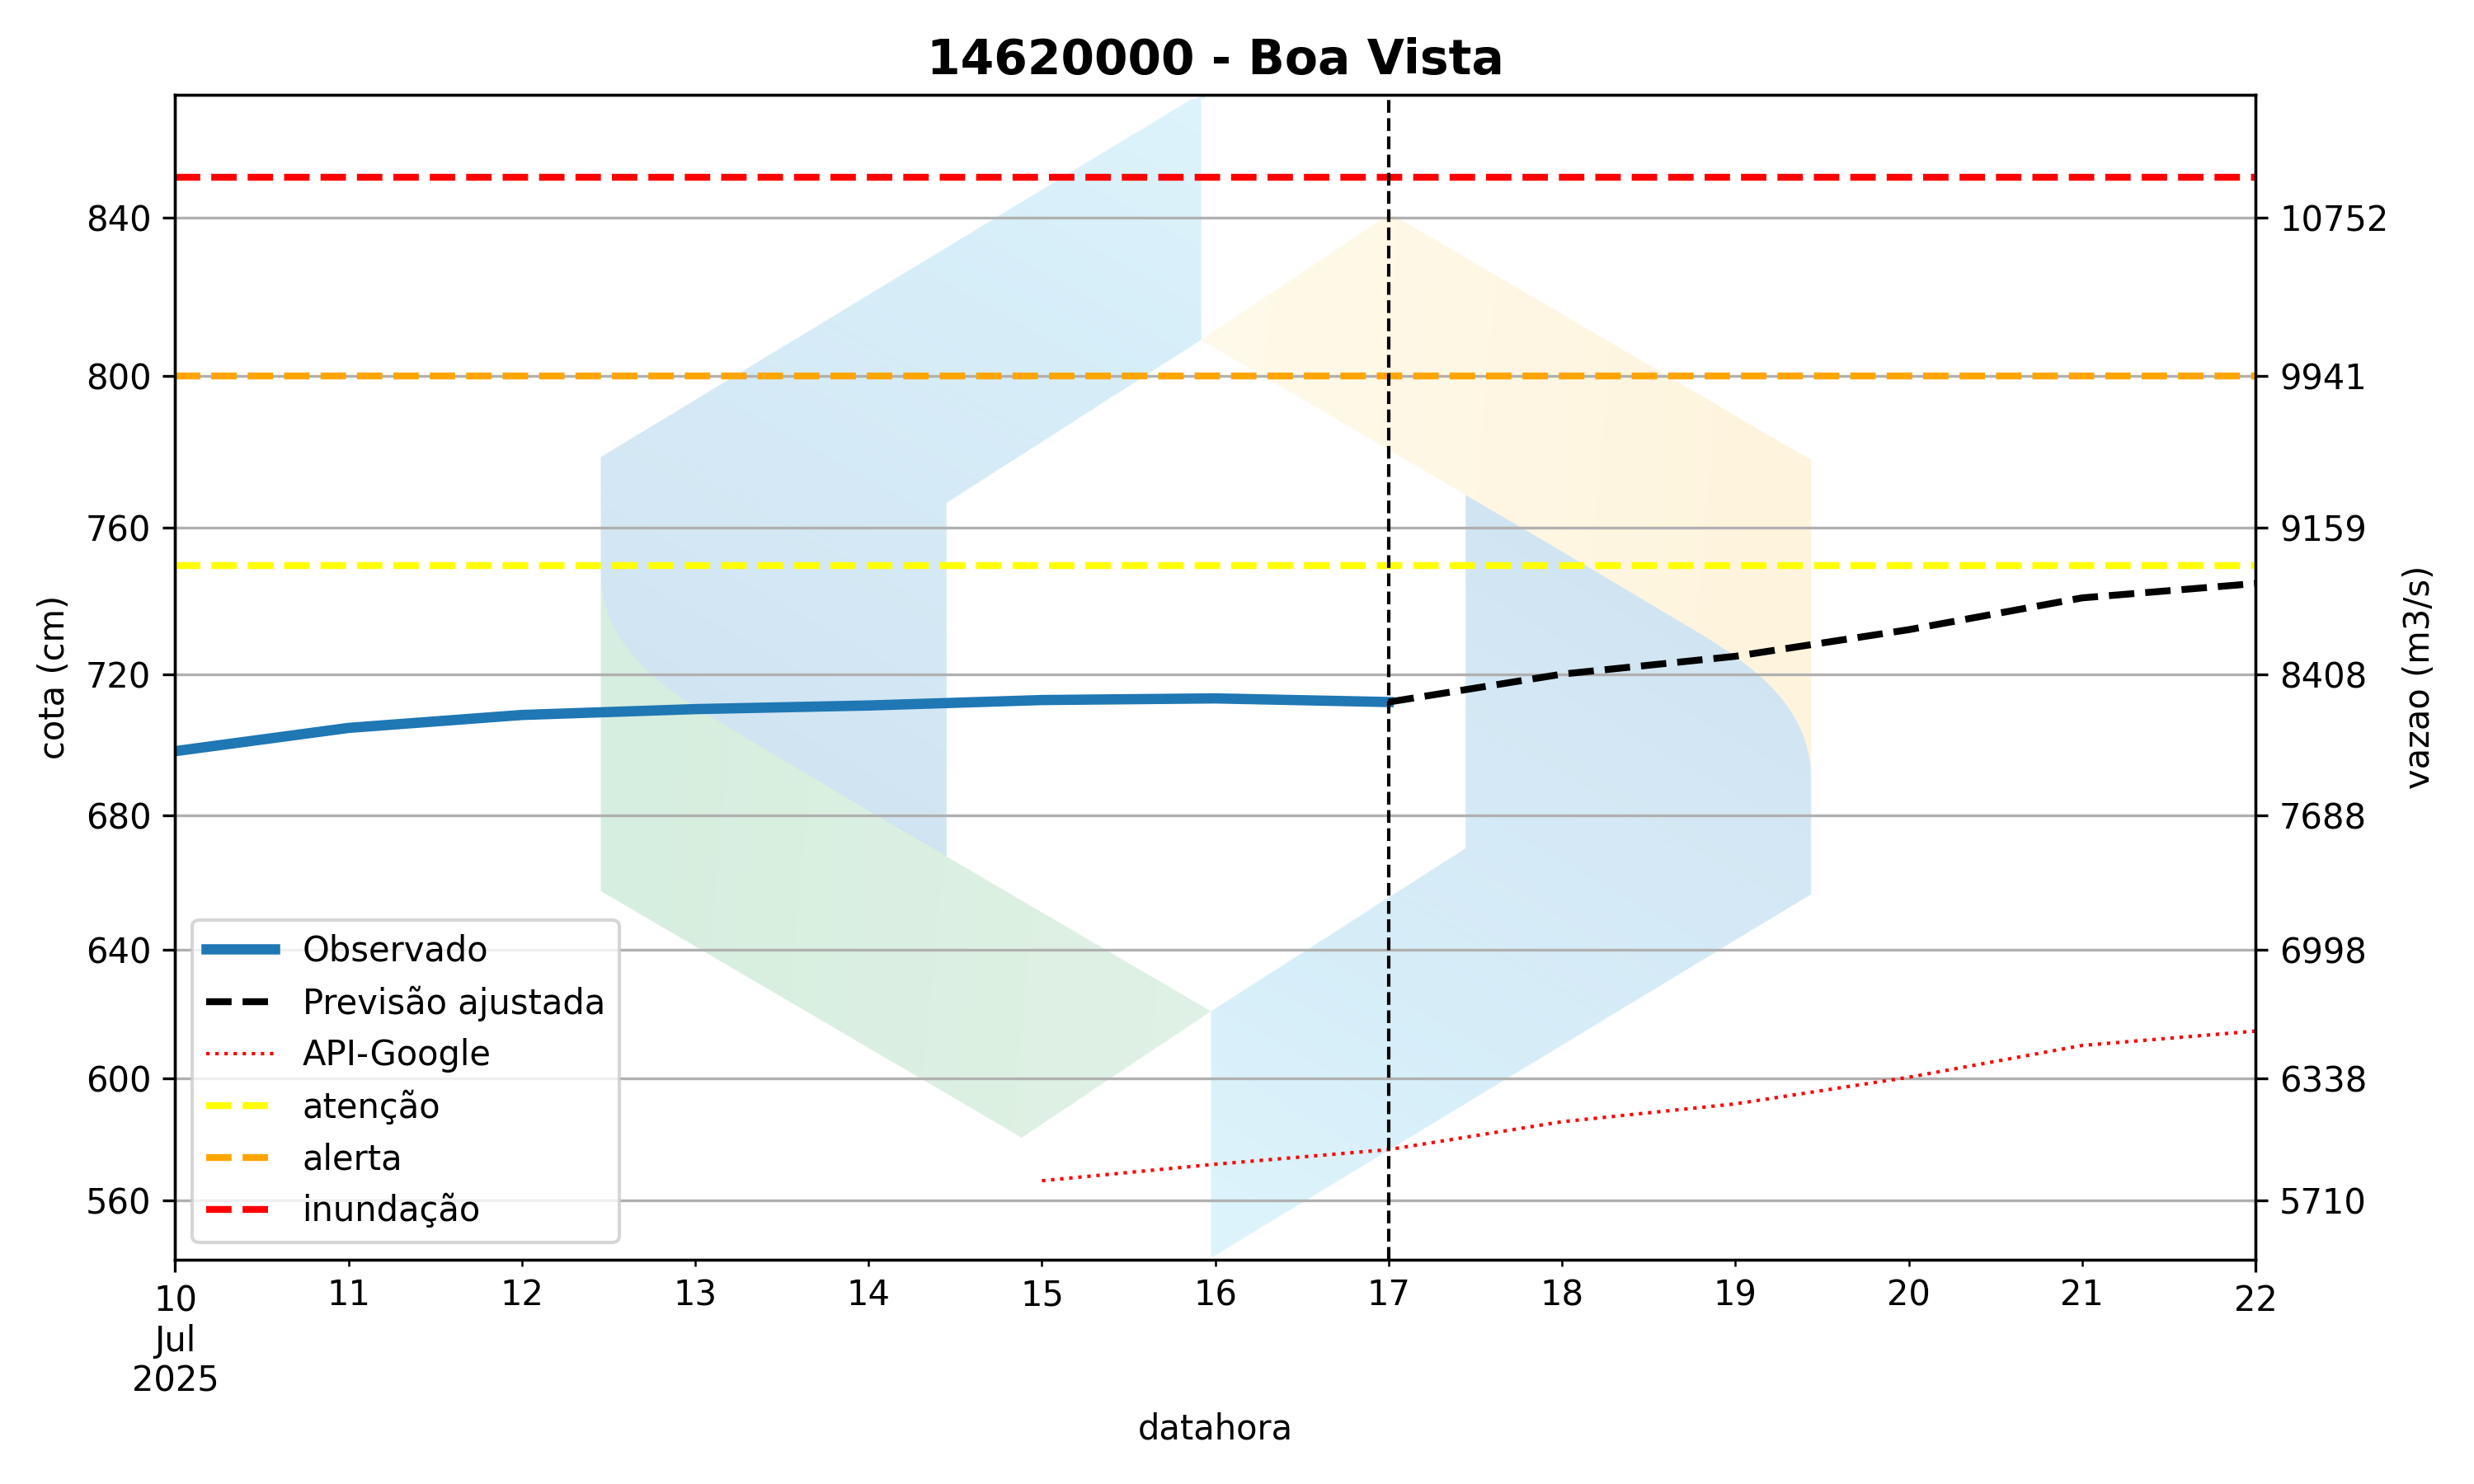 14620000 - Boa Vista
840
800
760
720
680
640
600
560
cota (cm)
10752
9941
9159
8408
7688
6998
6338
5710
vazao (m3/s)
Observado
Previsão ajustada
API-Google
atenção
alerta
inundação
10 11 12 13 14 15 16 17 18 19 20 21 22
Jul
2025
datahora